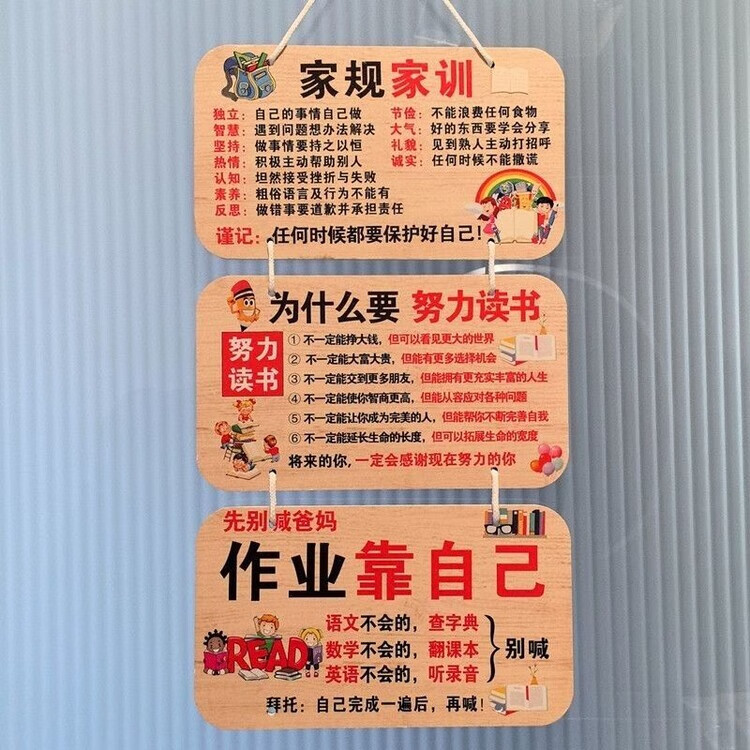 家规家训
独立：自己的事情自己做
智慧：遇到问题想办法解决
坚持：做事情要持之以恒
热情：积极主动帮助别人
认知：坦然接受挫折与失败
素养：粗俗语言及行为不能有
反思：做错事要道歉并承担责任
节俭：不能浪费任何食物
大气：好的东西要学会分享
礼貌：见到熟人主动打招呼
诚实：任何时候不能撒谎
谨记：任何时候都要保护好自己！
为什么要 努力读书
努力
读书
① 不一定能挣大钱，但可以看见更大的世界
② 不一定能大富大贵，但能有更多选择机会
③ 不一定能交到更多朋友，但能拥有更充实丰富的人生
④ 不一定能使你智商更高，但能从容应对各种问题
⑤ 不一定能让你成为完美的人，但能帮你不断完善自我
⑥ 不一定能延长生命的长度，但可以拓展生命的宽度
将来的你，一定会感谢现在努力的你
先别喊爸妈
作业靠自己
READ
语文不会的，查字典
数学不会的，翻课本
英语不会的，听录音
别喊
拜托：自己完成一遍后，再喊！